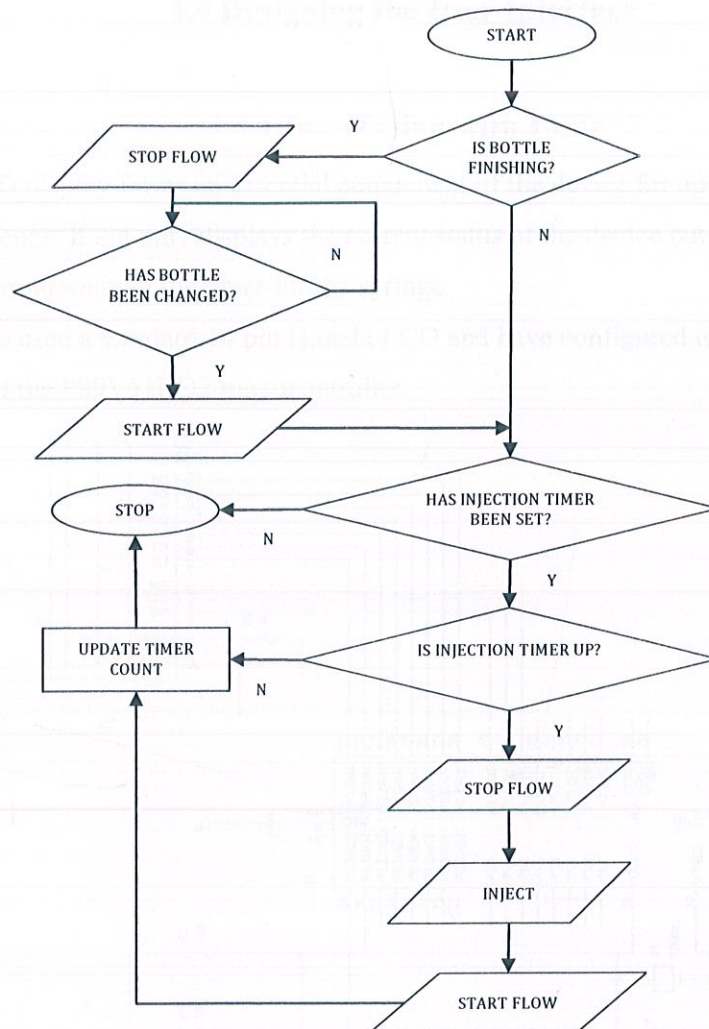 START
IS BOTTLE
FINISHING?
Y
STOP FLOW
N
HAS BOTTLE
BEEN CHANGED?
N
Y
START FLOW
HAS INJECTION TIMER
BEEN SET?
STOP
N
Y
IS INJECTION TIMER UP?
UPDATE TIMER
COUNT
N
Y
STOP FLOW
INJECT
START FLOW